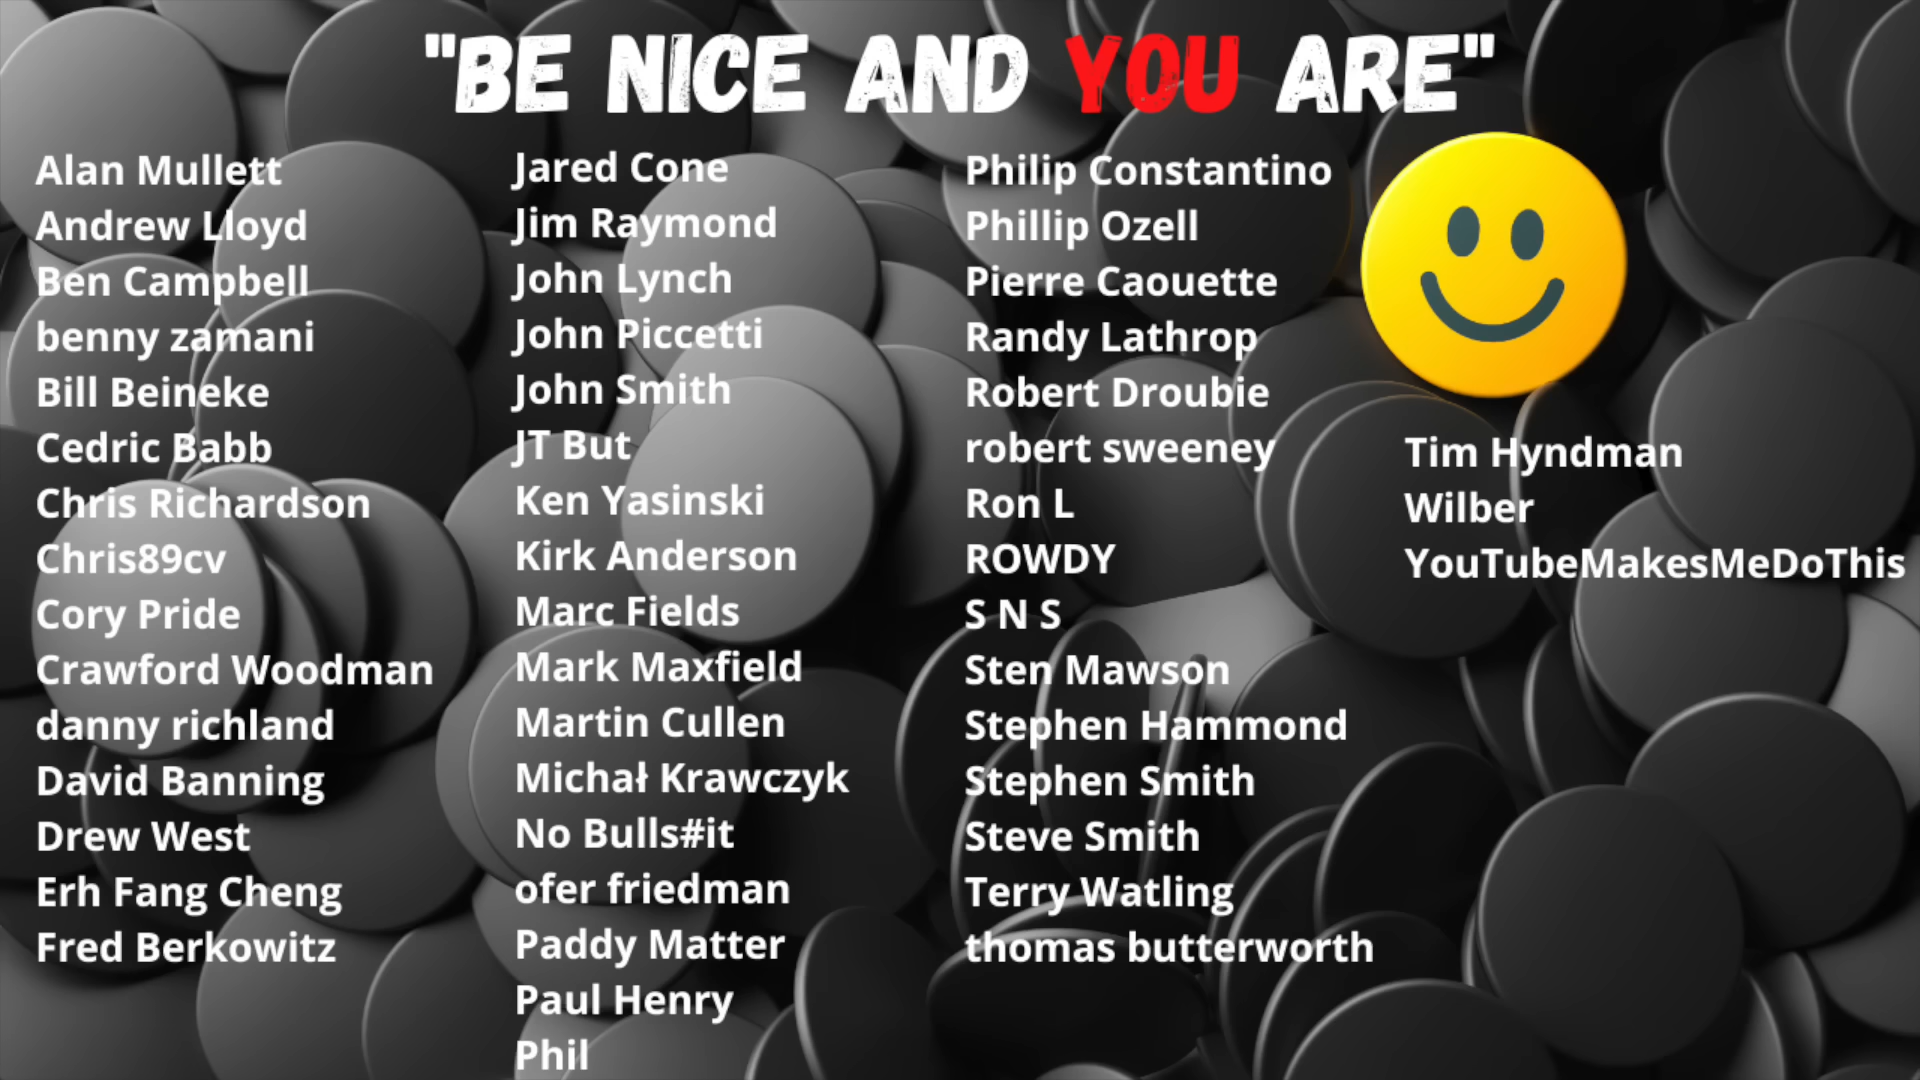 "BE NICE AND YOU ARE"
Alan Mullett
Andrew Lloyd
Ben Campbell
benny zamani
Bill Beineke
Cedric Babb
Chris Richardson
Chris89cv
Cory Pride
Crawford Woodman
danny richland
David Banning
Drew West
Erh Fang Cheng
Fred Berkowitz
Jared Cone
Jim Raymond
John Lynch
John Piccetti
John Smith
JT But
Ken Yasinski
Kirk Anderson
Marc Fields
Mark Maxfield
Martin Cullen
Michał Krawczyk
No Bulls#it
ofer friedman
Paddy Matter
Paul Henry
Phil
Philip Constantino
Phillip Ozell
Pierre Caouette
Randy Lathrop
Robert Droubie
robert sweeney
Ron L
ROWDY
S N S
Sten Mawson
Stephen Hammond
Stephen Smith
Steve Smith
Terry Watling
thomas butterworth
Tim Hyndman
Wilber
YouTubeMakesMeDoThis